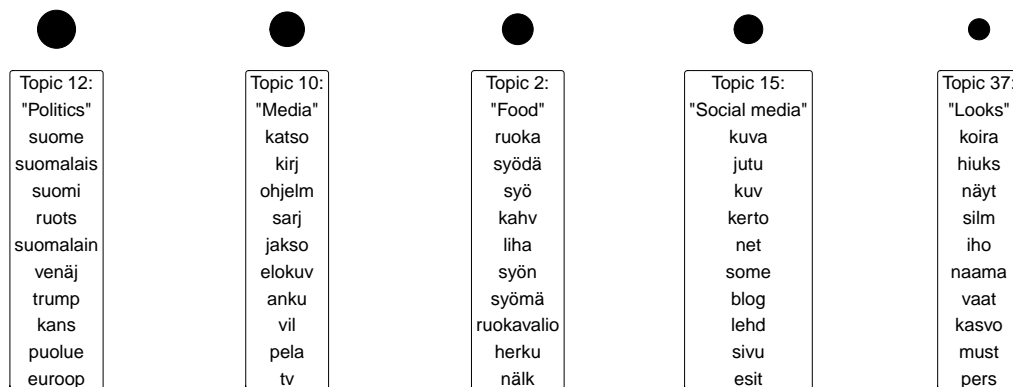 Topic 12:
"Politics"
suome
suomalais
suomi
ruots
suomalain
venäj
trump
kans
puolue
euroop
Topic 10:
"Media"
katso
kirj
ohjelm
sarj
jakso
elokuv
anku
vil
pela
tv
Topic 2:
"Food"
ruoka
syödä
syö
kahv
liha
syön
syömä
ruokavalio
herku
nälk
Topic 15:
"Social media"
kuva
jutu
kuv
kerto
net
some
blog
lehd
sivu
esit
Topic 37:
"Looks"
koira
hiuks
näyt
silm
iho
naama
vaat
kasvo
must
pers